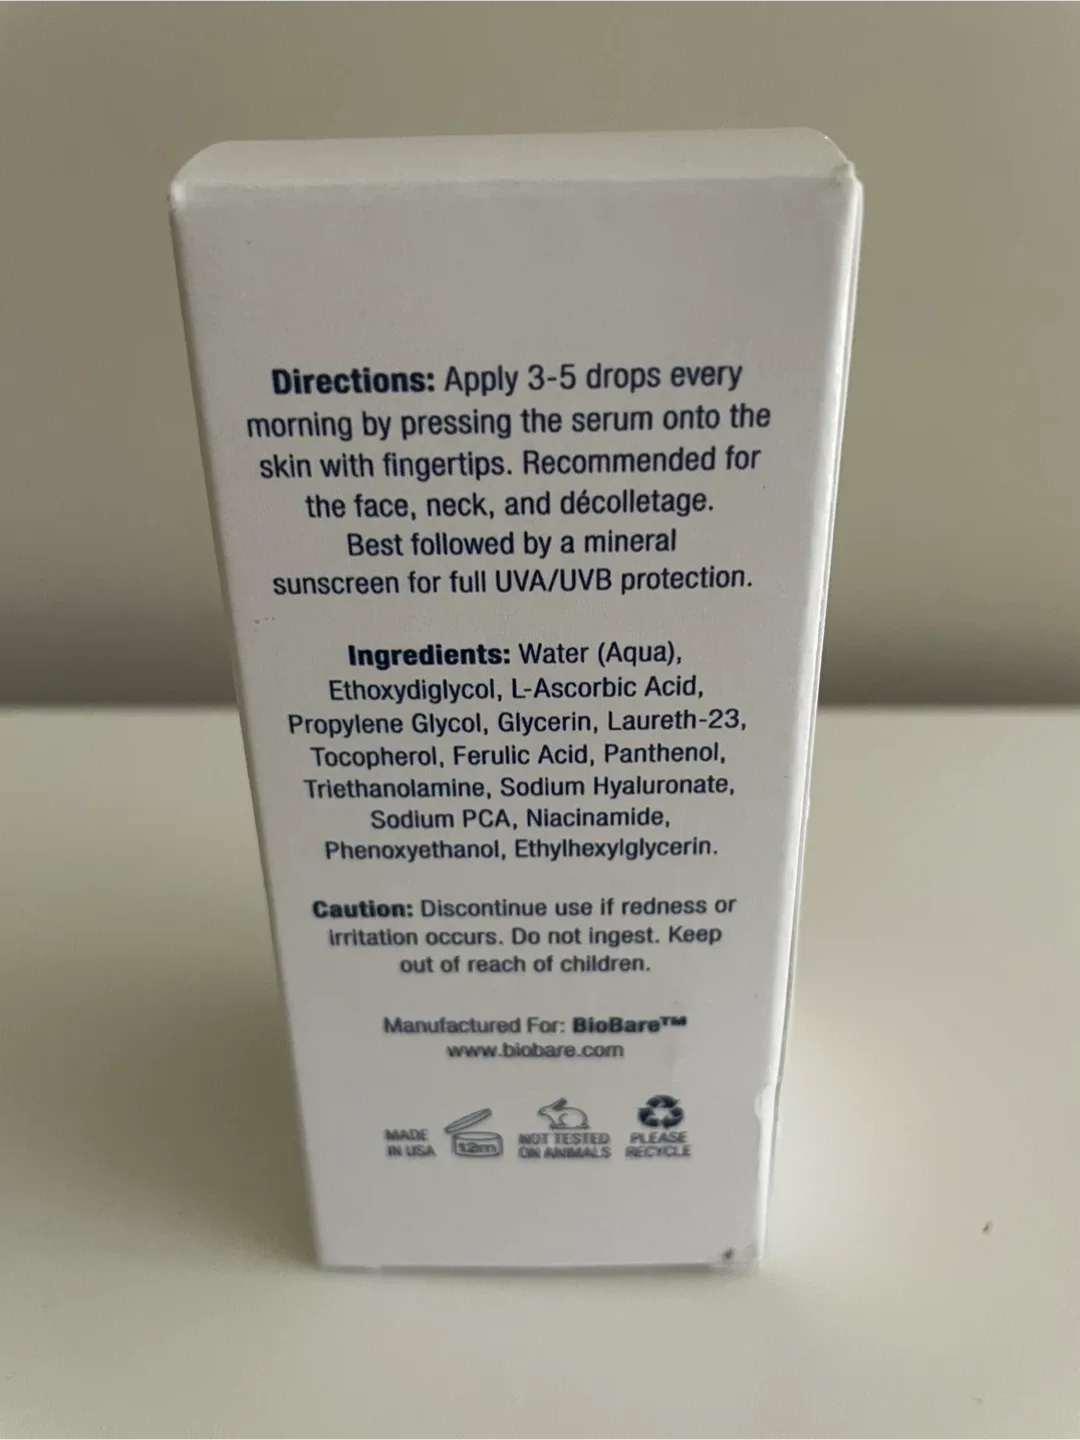 Directions: Apply 3-5 drops every
morning by pressing the serum onto the
skin with fingertips. Recommended for
the face, neck, and décolletage.
Best followed by a mineral
sunscreen for full UVA/UVB protection.
Ingredients: Water (Aqua),
Ethoxydiglycol, L-Ascorbic Acid,
Propylene Glycol, Glycerin, Laureth-23,
Tocopherol, Ferulic Acid, Panthenol,
Triethanolamine, Sodium Hyaluronate,
Sodium PCA, Niacinamide,
Phenoxyethanol, Ethylhexylglycerin.
Caution: Discontinue use if redness or
irritation occurs. Do not ingest. Keep
out of reach of children.
Manufactured For: BioBare™
www.biobare.com
MADE
IN USA
12m
NOT TESTED
ON ANIMALS
PLEASE
RECYCLE